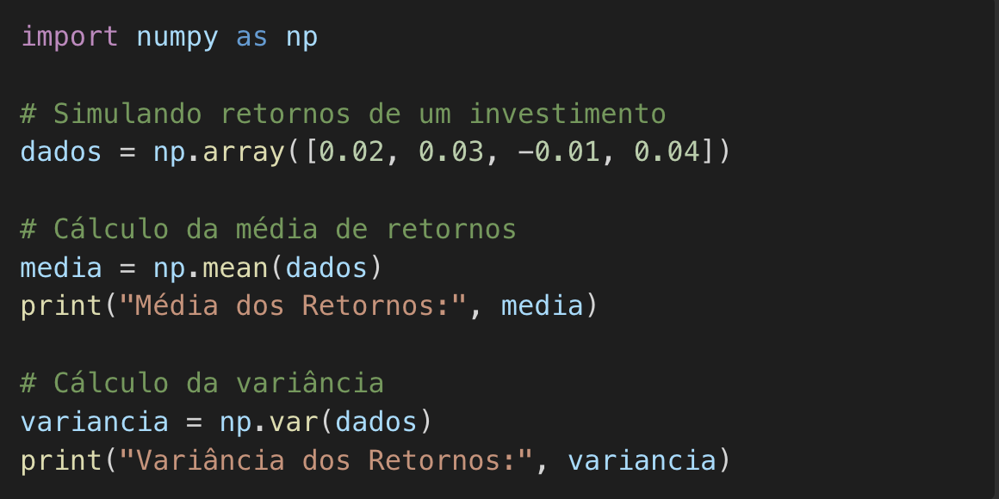 import numpy as np
# Simulando retornos de um investimento
dados = np.array([0.02, 0.03, -0.01, 0.04])
# Cálculo da média de retornos
media = np.mean(dados)
print("Média dos Retornos:", media)
# Cálculo da variância
variancia = np.var(dados)
print("Variância dos Retornos:", variancia)